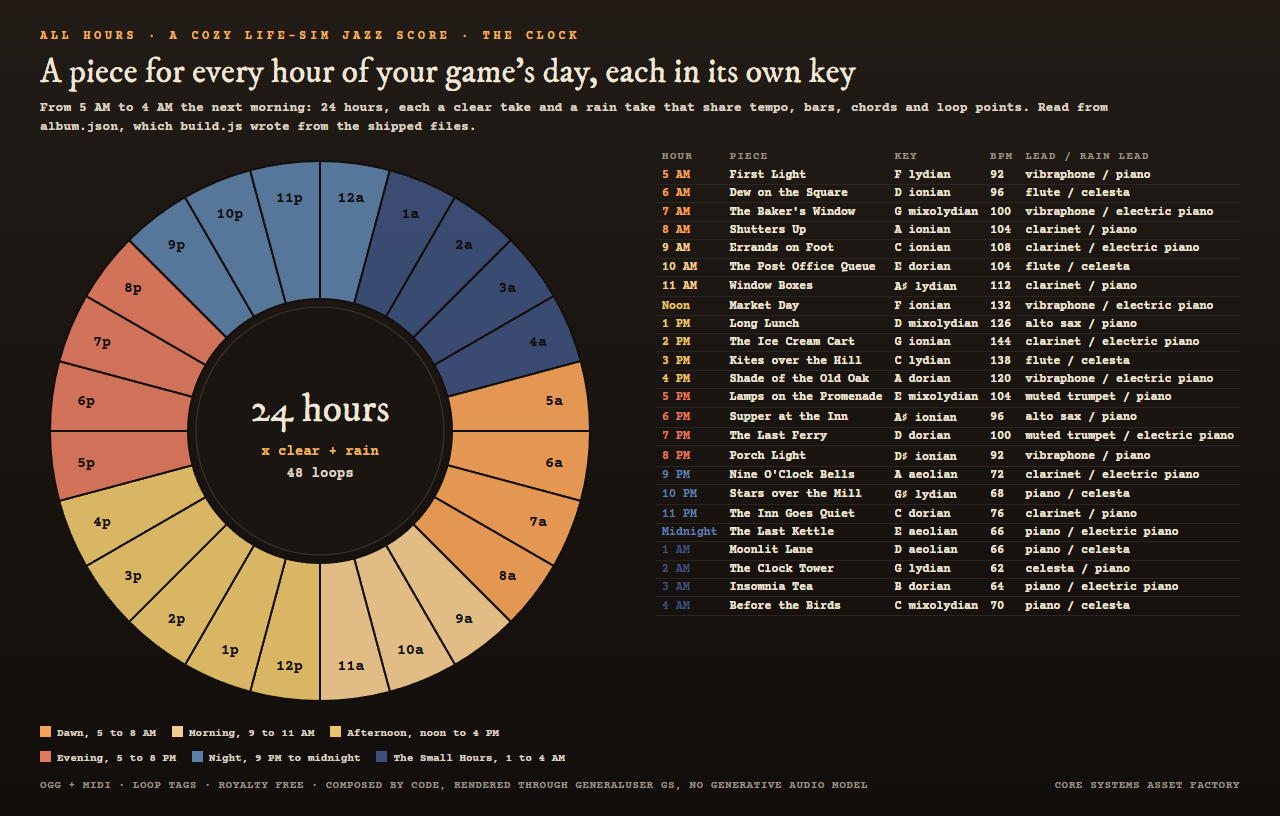 ALL HOURS · A COZY LIFE-SIM JAZZ SCORE · THE CLOCK
A piece for every hour of your game's day, each in its own key
From 5 AM to 4 AM the next morning: 24 hours, each a clear take and a rain take that share tempo, bars, chords and loop points. Read from
album.json, which build.js wrote from the shipped files.
12a
1a
2a
3a
4a
5a
6a
7a
8a
9a
10a
11a
12p
1p
2p
3p
4p
5p
6p
7p
8p
9p
10p
11p
24 hours
x clear + rain
48 loops
HOUR PIECE KEY BPM LEAD / RAIN LEAD
5 AM First Light F lydian 92 vibraphone / piano
6 AM Dew on the Square D ionian 96 flute / celesta
7 AM The Baker's Window G mixolydian 100 vibraphone / electric piano
8 AM Shutters Up A ionian 104 clarinet / piano
9 AM Errands on Foot C ionian 108 clarinet / electric piano
10 AM The Post Office Queue E dorian 104 flute / celesta
11 AM Window Boxes A♯ lydian 112 clarinet / piano
Noon Market Day F ionian 132 vibraphone / electric piano
1 PM Long Lunch D mixolydian 126 alto sax / piano
2 PM The Ice Cream Cart G ionian 144 clarinet / electric piano
3 PM Kites over the Hill C lydian 138 flute / celesta
4 PM Shade of the Old Oak A dorian 120 vibraphone / electric piano
5 PM Lamps on the Promenade E mixolydian 104 muted trumpet / piano
6 PM Supper at the Inn A♯ ionian 96 alto sax / piano
7 PM The Last Ferry D dorian 100 muted trumpet / electric piano
8 PM Porch Light D♯ ionian 92 vibraphone / piano
9 PM Nine O'Clock Bells A aeolian 72 clarinet / electric piano
10 PM Stars over the Mill G♯ lydian 68 piano / celesta
11 PM The Inn Goes Quiet C dorian 76 clarinet / piano
Midnight The Last Kettle E aeolian 66 piano / electric piano
1 AM Moonlit Lane D aeolian 66 piano / celesta
2 AM The Clock Tower G lydian 62 celesta / piano
3 AM Insomnia Tea B dorian 64 piano / electric piano
4 AM Before the Birds C mixolydian 70 piano / celesta
Dawn, 5 to 8 AM Morning, 9 to 11 AM Afternoon, noon to 4 PM
Evening, 5 to 8 PM Night, 9 PM to midnight The Small Hours, 1 to 4 AM
OGG + MIDI · LOOP TAGS · ROYALTY FREE · COMPOSED BY CODE, RENDERED THROUGH GENERALUSER GS, NO GENERATIVE AUDIO MODEL
CORE SYSTEMS ASSET FACTORY